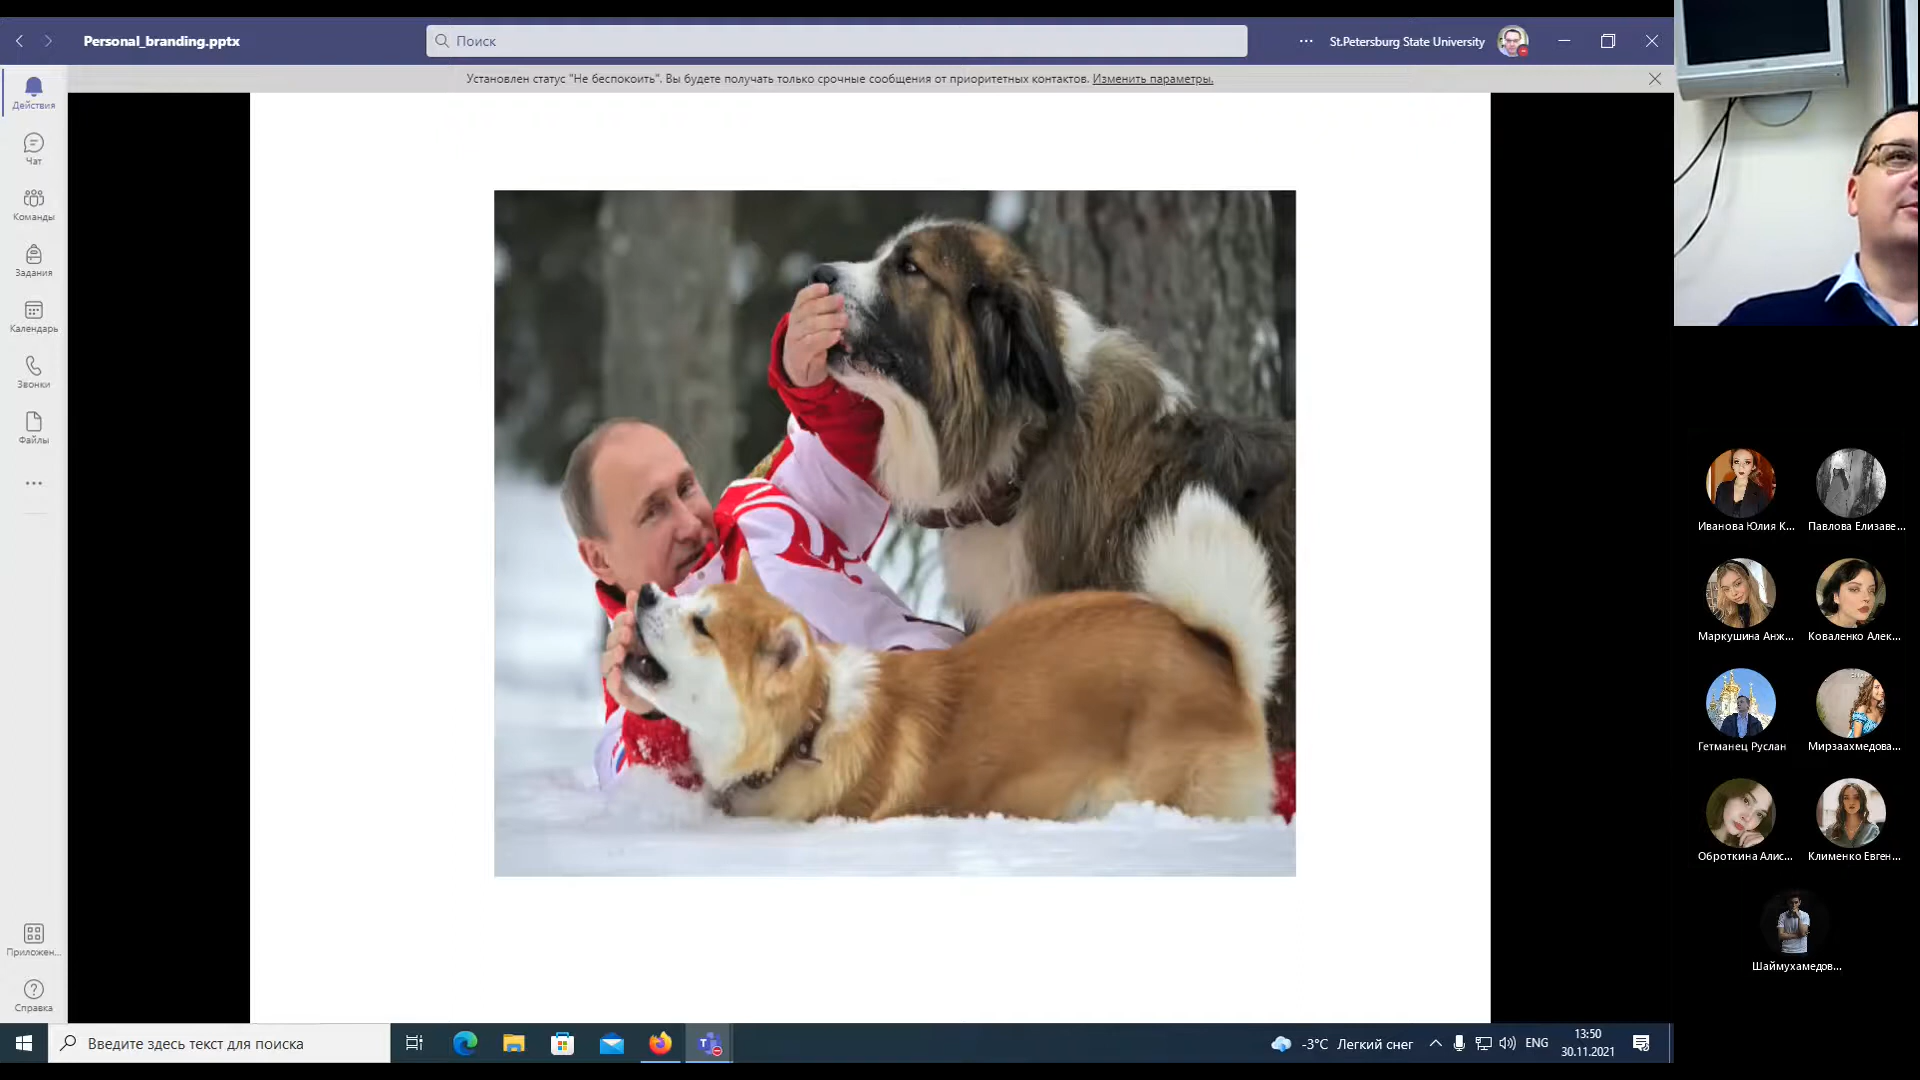 Personal_branding.pptx
Поиск
St.Petersburg State University
Установлен статус "Не беспокоить". Вы будете получать только срочные сообщения от приоритетных контактов. Изменить параметры.
Действия
Чат
Команды
Задания
Календарь
Звонки
Файлы
Приложен...
Справка
Иванова Юлия К...
Павлова Елизаве...
Маркушина Анж...
Коваленко Алек...
Гетманец Руслан
Мирзаахмедова...
Оброткина Алис...
Клименко Евген...
Шаймухамедов...
Введите здесь текст для поиска
-3°C Легкий снег
ENG
13:50
30.11.2021